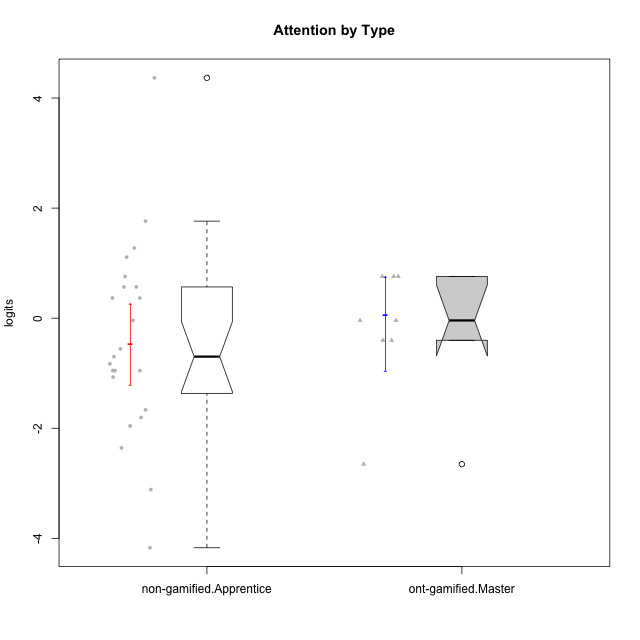 Attention by Type
4
2
0
-2
-4
logits
non-gamified.Apprentice
ont-gamified.Master